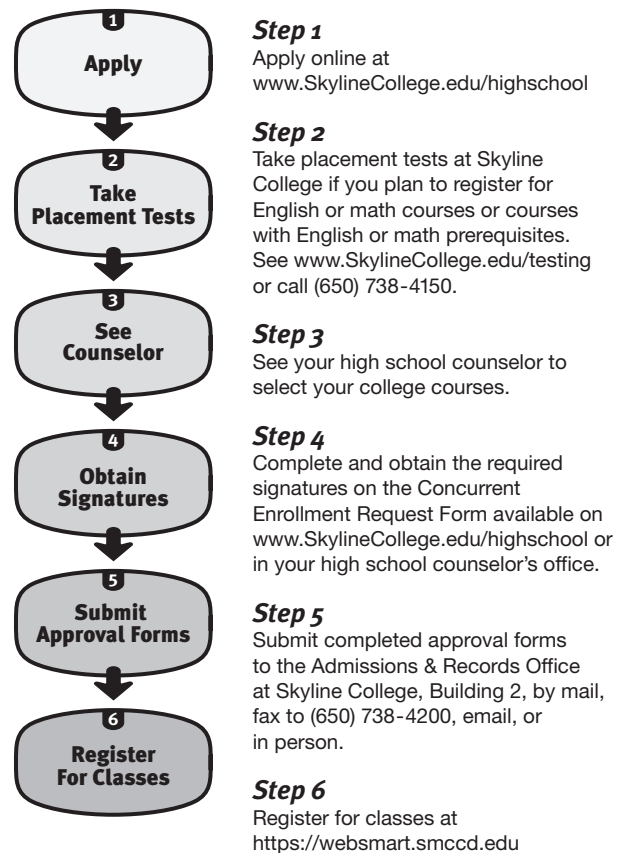 1
Apply
2
Take
Placement Tests
3
See
Counselor
4
Obtain
Signatures
5
Submit
Approval Forms
6
Register
For Classes
Step 1
Apply online at
www.SkylineCollege.edu/highschool
Step 2
Take placement tests at Skyline
College if you plan to register for
English or math courses or courses
with English or math prerequisites.
See www.SkylineCollege.edu/testing
or call (650) 738-4150.
Step 3
See your high school counselor to
select your college courses.
Step 4
Complete and obtain the required
signatures on the Concurrent
Enrollment Request Form available on
www.SkylineCollege.edu/highschool or
in your high school counselor's office.
Step 5
Submit completed approval forms
to the Admissions & Records Office
at Skyline College, Building 2, by mail,
fax to (650) 738-4200, email, or
in person.
Step 6
Register for classes at
https://websmart.smccd.edu